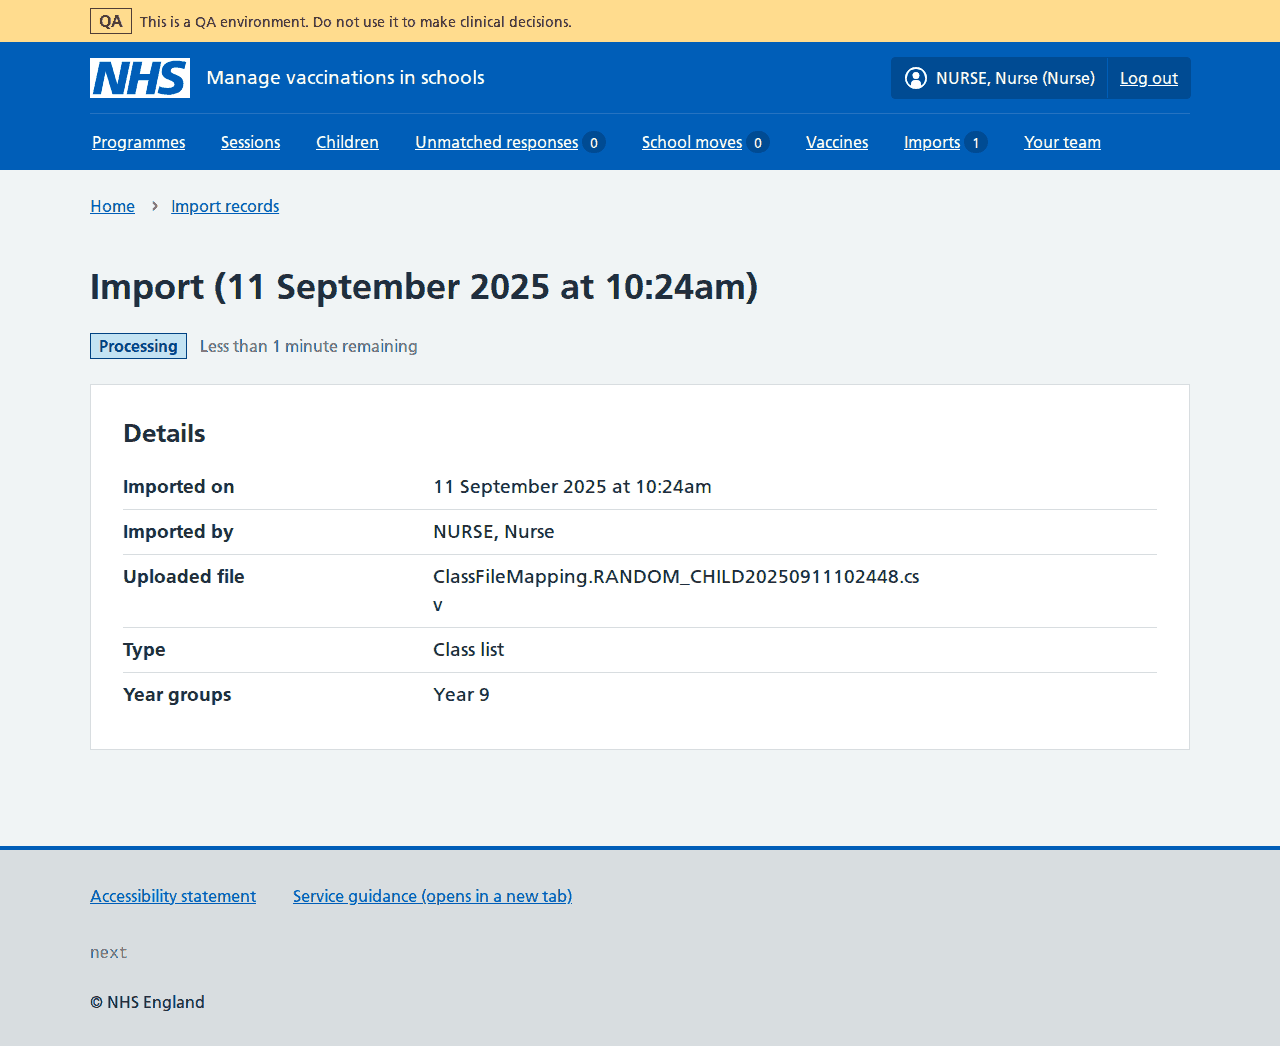 QA This is a QA environment. Do not use it to make clinical decisions.
NHS Manage vaccinations in schools NURSE, Nurse (Nurse) Log out
Programmes Sessions Children Unmatched responses 0 School moves 0 Vaccines Imports 1 Your team
Home Import records
Import (11 September 2025 at 10:24am)
Processing Less than 1 minute remaining
Details
Imported on 11 September 2025 at 10:24am
Imported by NURSE, Nurse
Uploaded file ClassFileMapping.RANDOM_CHILD20250911102448.cs
v
Type Class list
Year groups Year 9
Accessibility statement Service guidance (opens in a new tab)
next
© NHS England